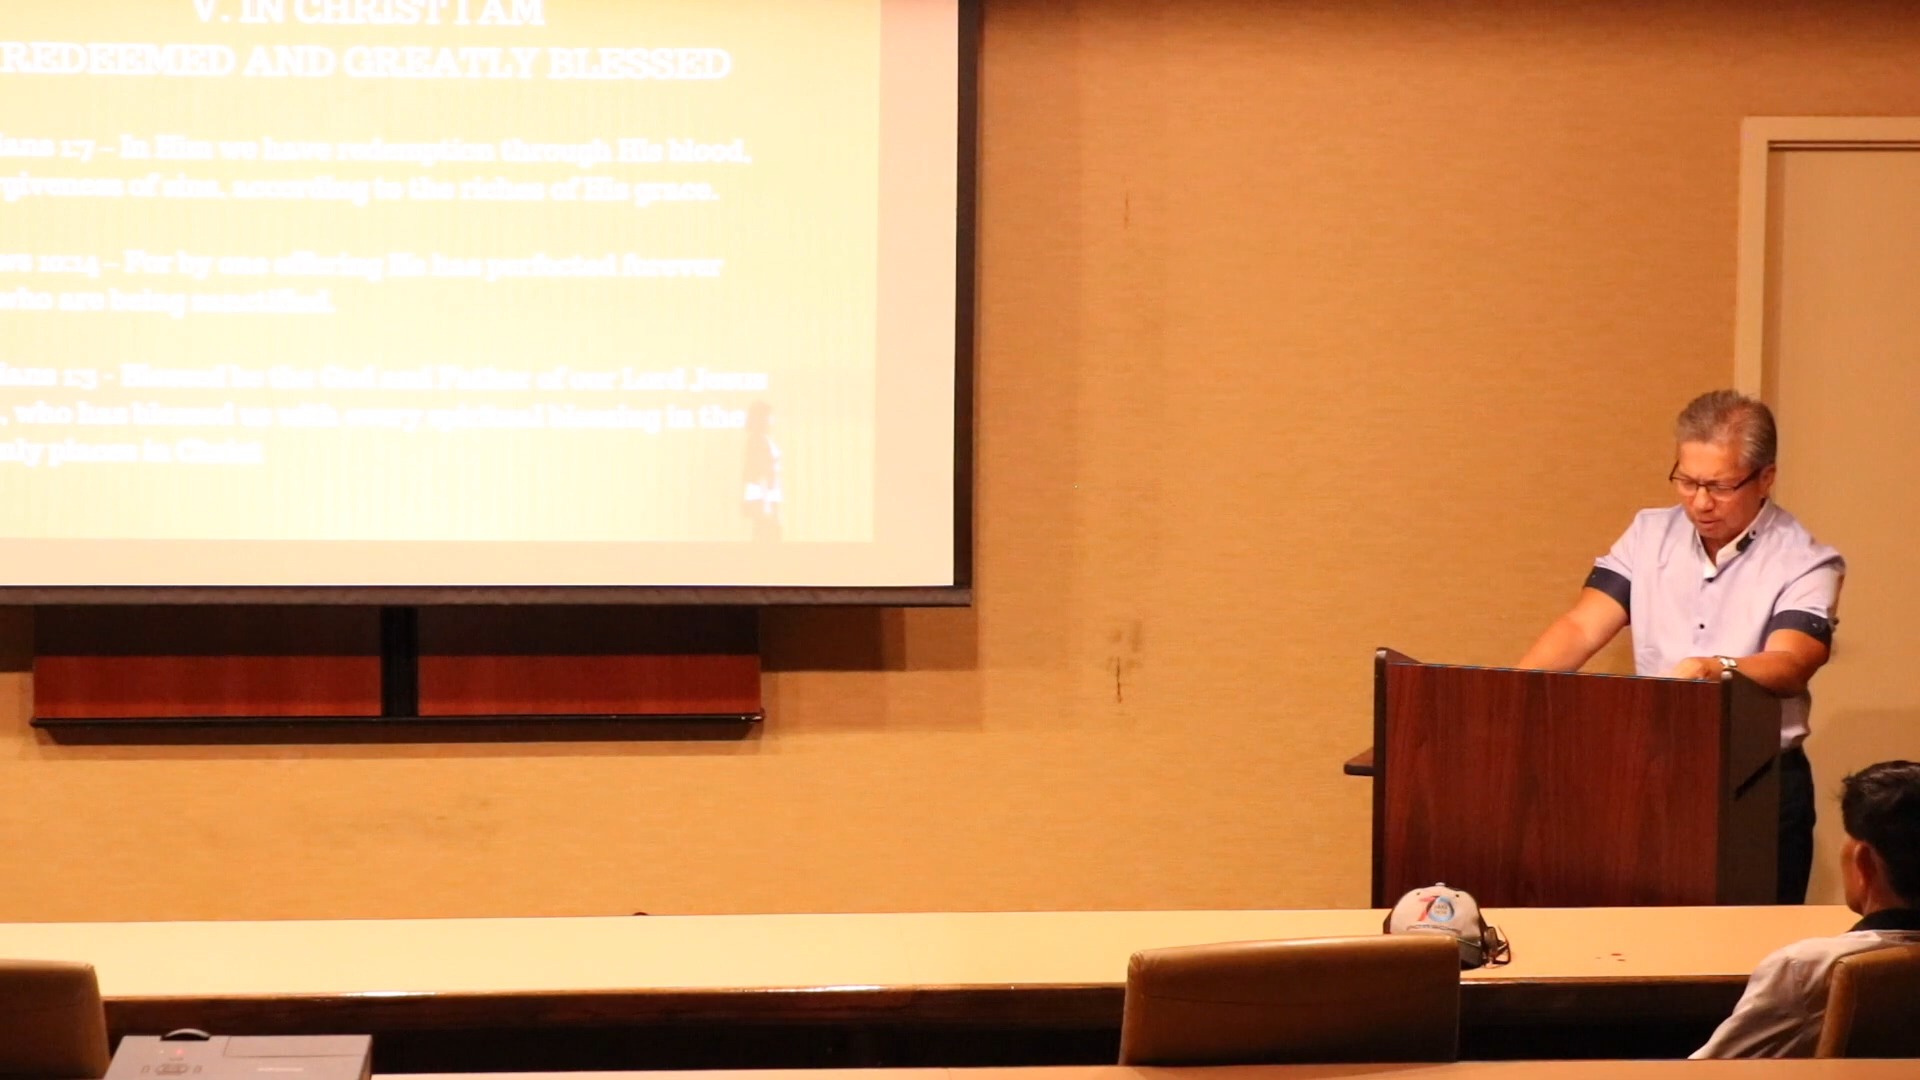 V. IN CHRIST I AM
REDEEMED AND GREATLY BLESSED
ians 1:7 - In Him we have redemption through His blood,
rgiveness of sins, according to the riches of His grace.
ws 10:14 - For by one offering He has perfected forever
who are being sanctified.
ians 1:3 - Blessed be the God and Father of our Lord Jesus
, who has blessed us with every spiritual blessing in the
nly places in Christ
70